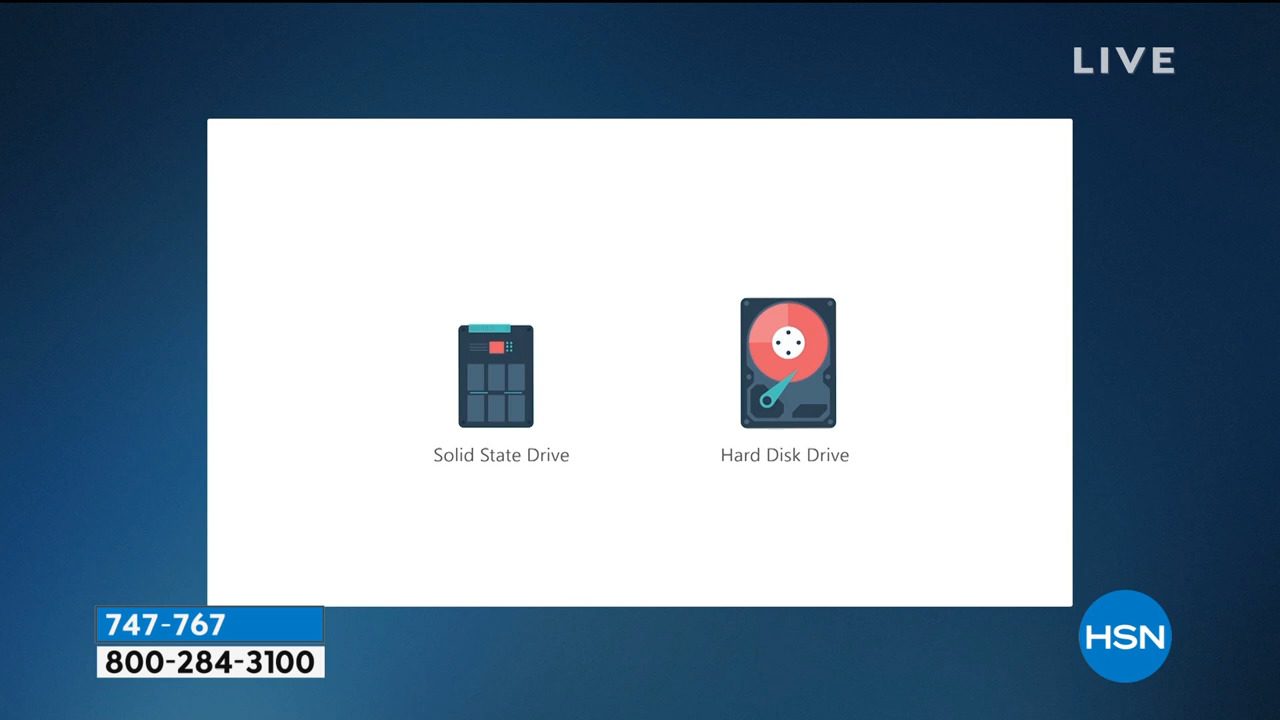 LIVE
Solid State Drive
Hard Disk Drive
747-767
800-284-3100
HSN